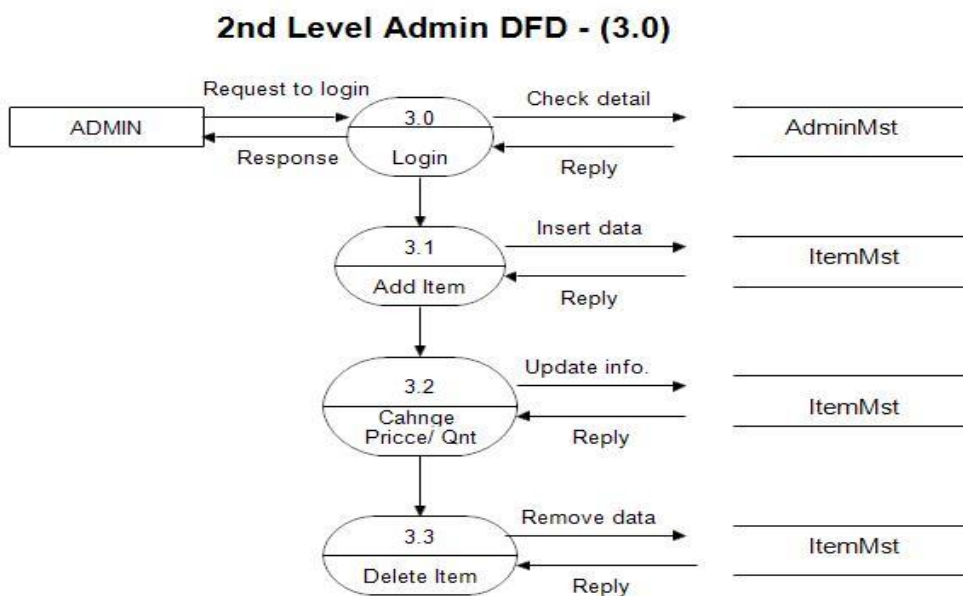 2nd Level Admin DFD - (3.0)
Request to login
Check detail
ADMIN
3.0
AdminMst
Response
Login
Reply
3.1
Insert data
ItemMst
Add Item
Reply
3.2
Update info.
ItemMst
Cahnge
Pricce/ Qnt
Reply
3.3
Remove data
ItemMst
Delete Item
Reply